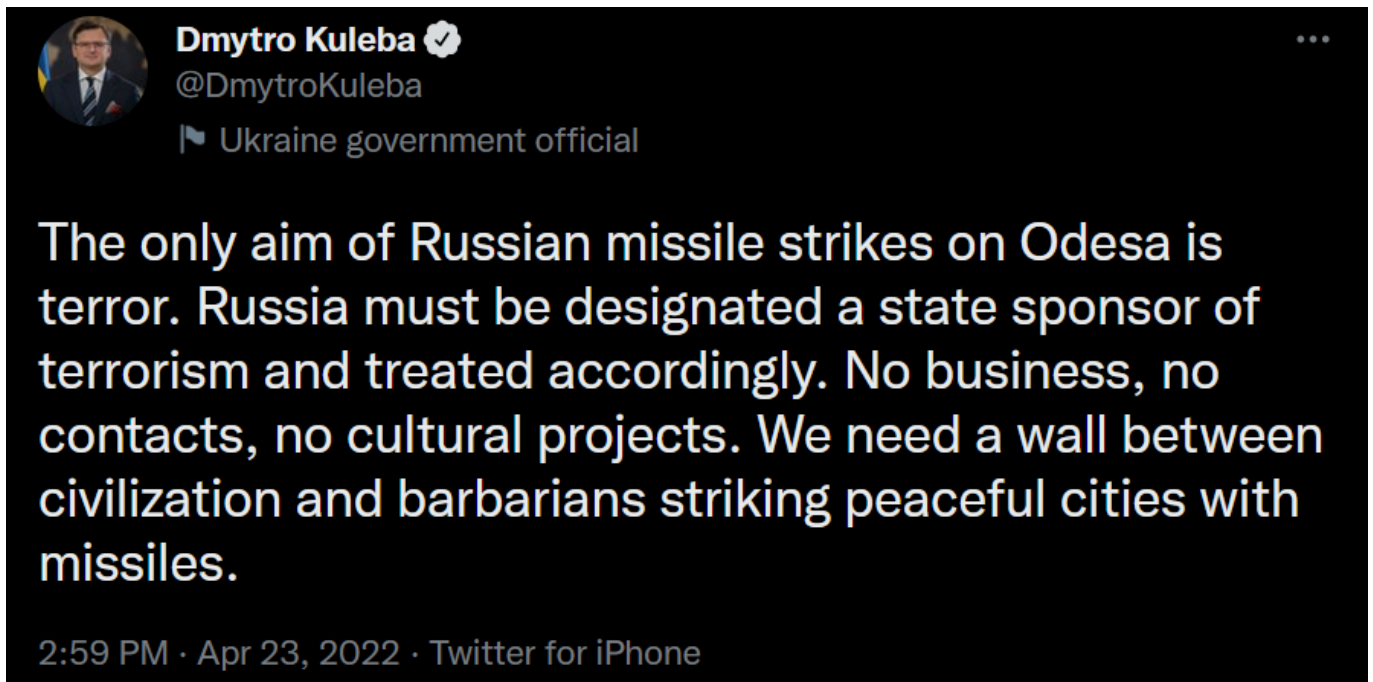 Dmytro Kuleba
@DmytroKuleba
Ukraine government official
The only aim of Russian missile strikes on Odesa is
terror. Russia must be designated a state sponsor of
terrorism and treated accordingly. No business, no
contacts, no cultural projects. We need a wall between
civilization and barbarians striking peaceful cities with
missiles.
2:59 PM · Apr 23, 2022 · Twitter for iPhone